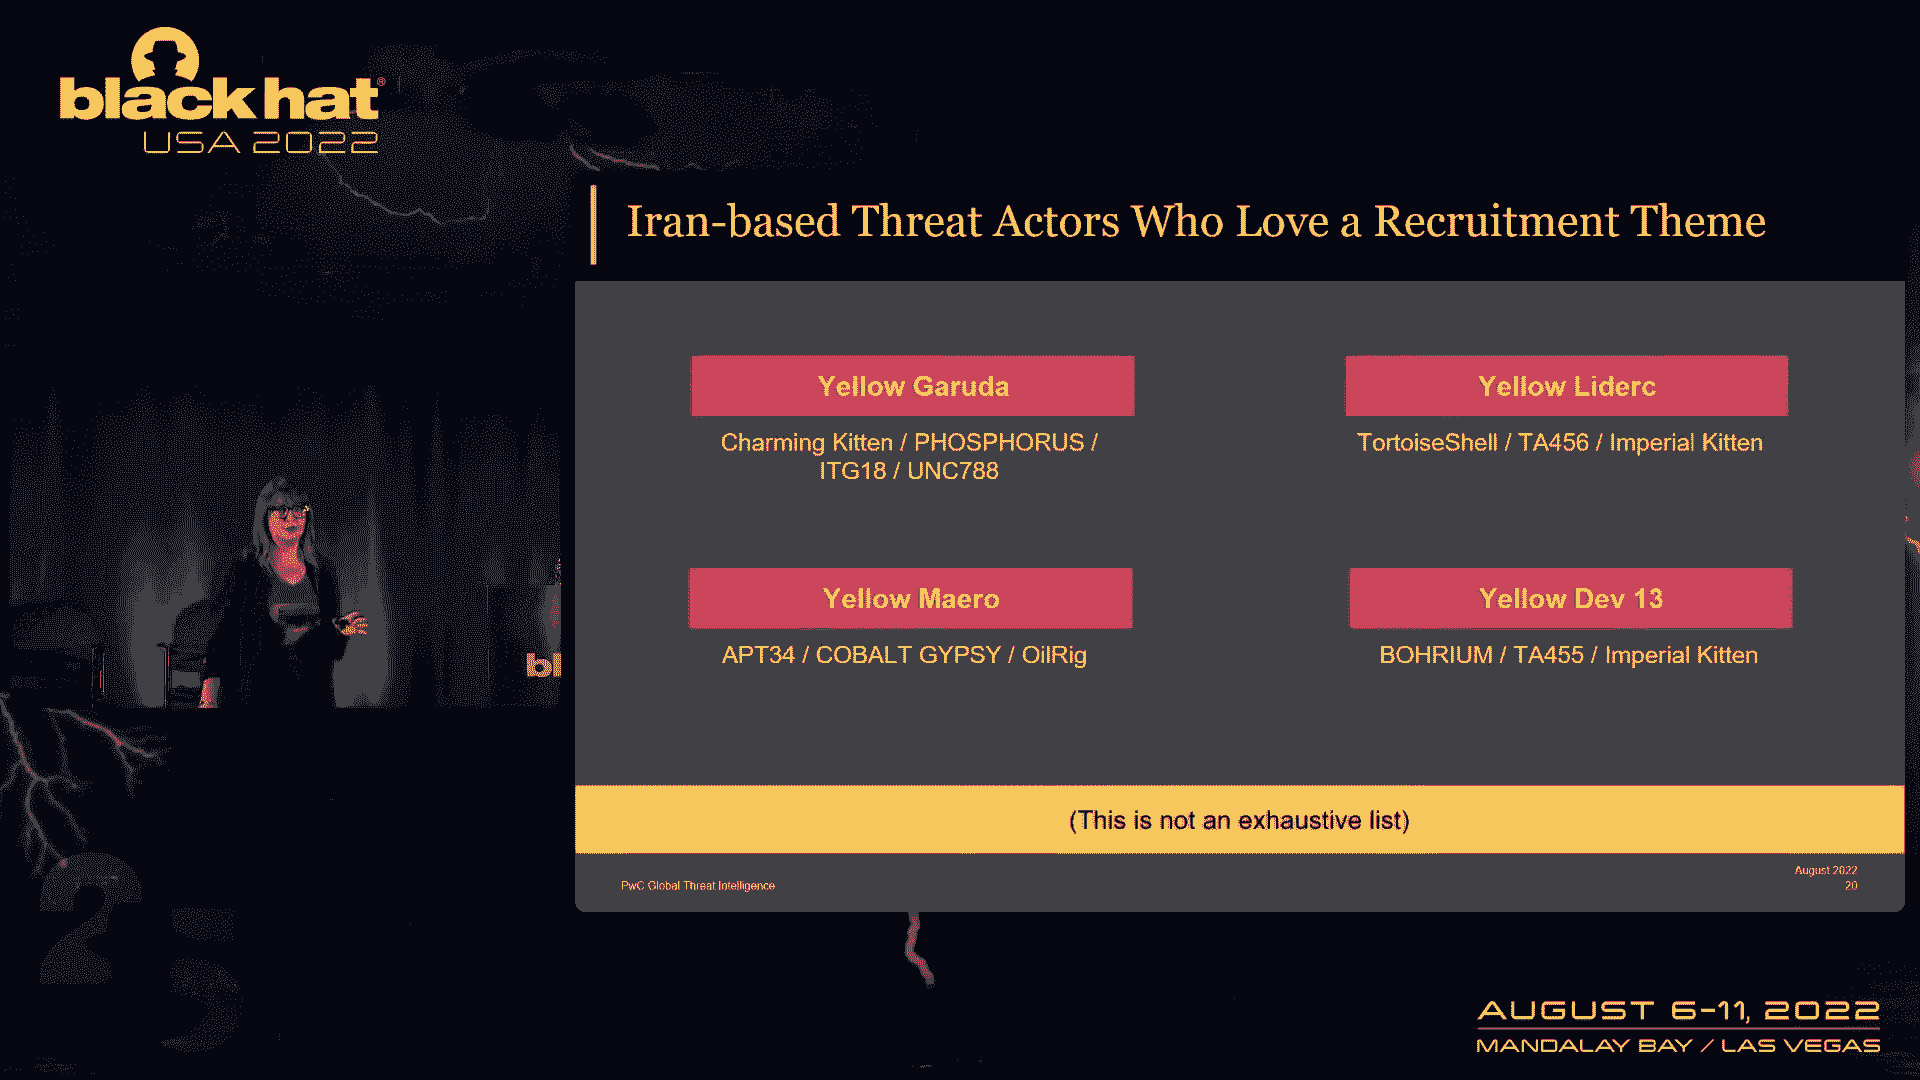 black hat®
USA 2022
Iran-based Threat Actors Who Love a Recruitment Theme
Yellow Garuda
Charming Kitten / PHOSPHORUS /
ITG18 / UNC788
Yellow Liderc
TortoiseShell / TA456 / Imperial Kitten
Yellow Maero
APT34 / COBALT GYPSY / OilRig
Yellow Dev 13
BOHRIUM / TA455 / Imperial Kitten
(This is not an exhaustive list)
PwC Global Threat Intelligence
August 2022
20
bl
25
AUGUST 6-11, 2022
MANDALAY BAY / LAS VEGAS